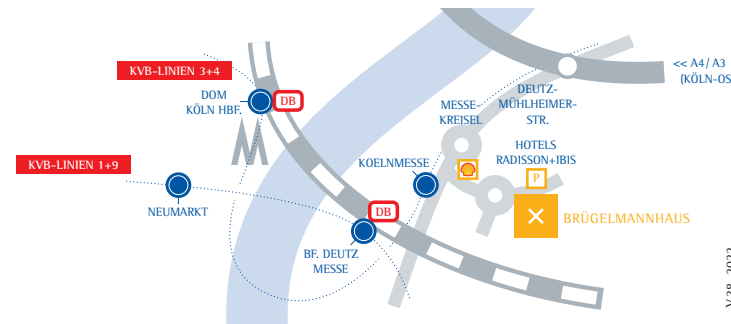 KVB-LINIEN 3+4
DOM
KÖLN HBF.
DB
KVB-LINIEN 1+9
NEUMARKT
DB
BF. DEUTZ
MESSE
KOELNMESSE
MESSE-
KREISEL
DEUTZ-
MÜHLHEIMER-
STR.
<< A4/A3
(KÖLN-OS
HOTELS
RADISSON+IBIS
P
BRÜGELMANNHAUS